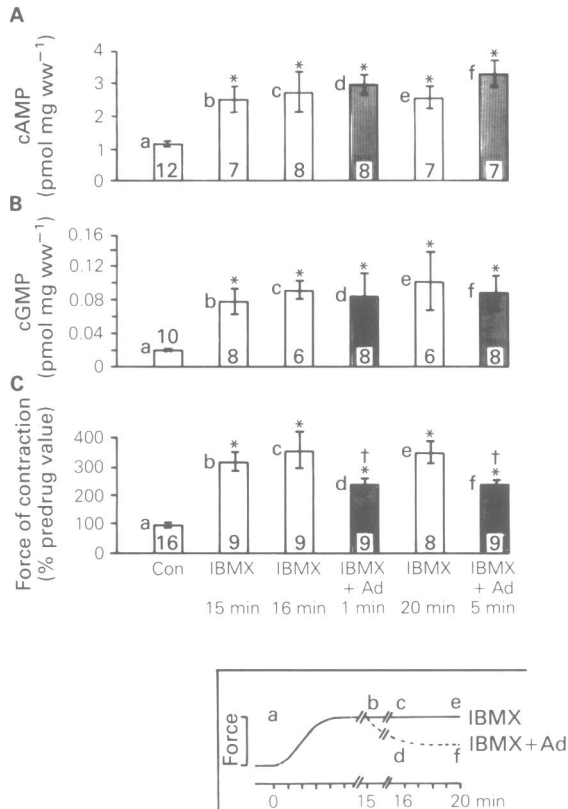 A
cAMP
(pmol mg ww⁻¹)
4
3
2
1
0
a
b
c
d
e
f
*
*
*
*
*
12
7
8
8
7
7
B
cGMP
(pmol mg ww⁻¹)
0.16
0.12
0.08
0.04
0
a
b
c
d
e
f
*
*
*
*
*
10
8
6
8
6
8
C
Force of contraction
(% predrug value)
400
300
200
100
0
a
b
c
d
e
f
*
*
†
*
*
†
*
16
9
9
9
8
9
Con
IBMX
15 min
IBMX
16 min
IBMX
+ Ad
1 min
IBMX
20 min
IBMX
+ Ad
5 min
Force
a
b
c
e
IBMX
d
f
IBMX+Ad
0
15
16
20 min